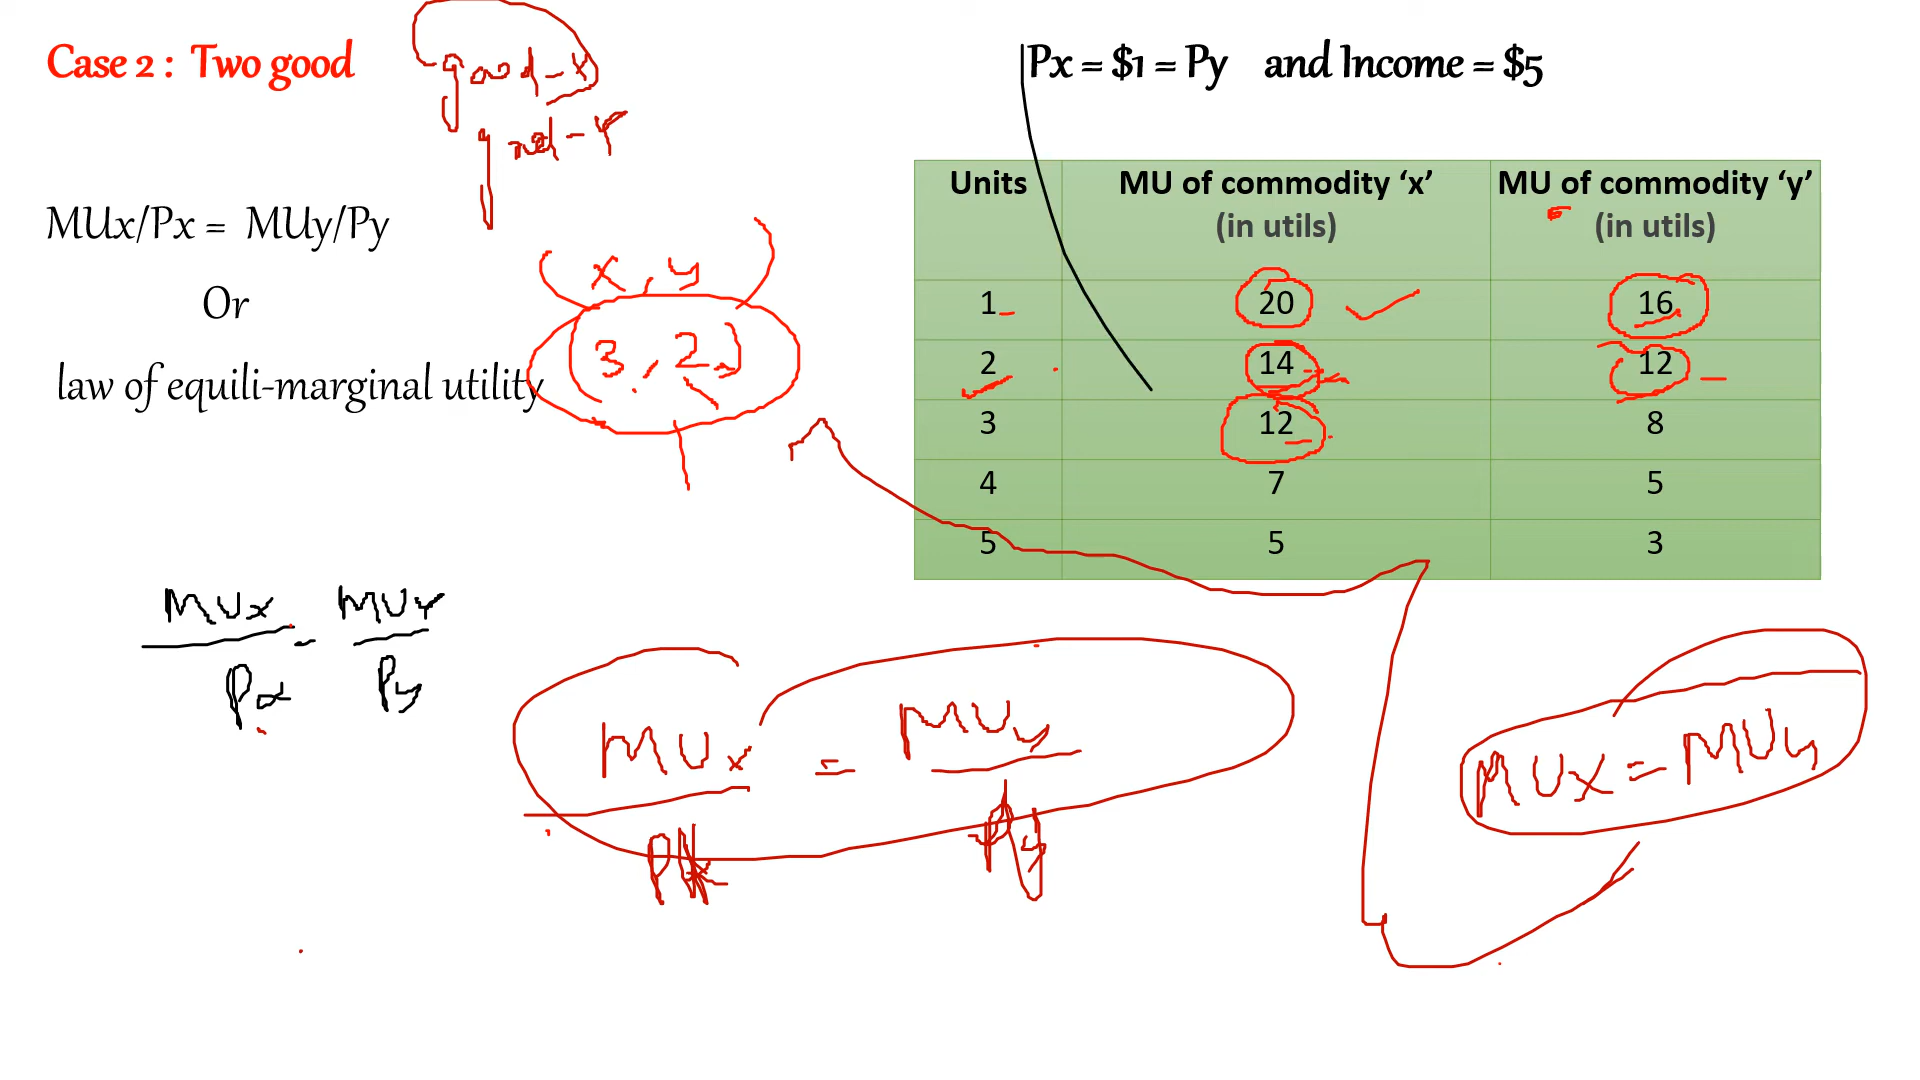 Case 2 : Two good
good - X
good - Y
Px = $1 = Py and Income = $5
MUx/Px = MUy/Py
Or
law of equili-marginal utility
x , y
3 , 2
Units MU of commodity ‘x’ (in utils) MU of commodity ‘y’ (in utils)
1 20 16
2 14 12
3 12 8
4 7 5
5 5 3
MUx = MUY
Px Py
MUx = MUy
Px Py
MUX = MUy